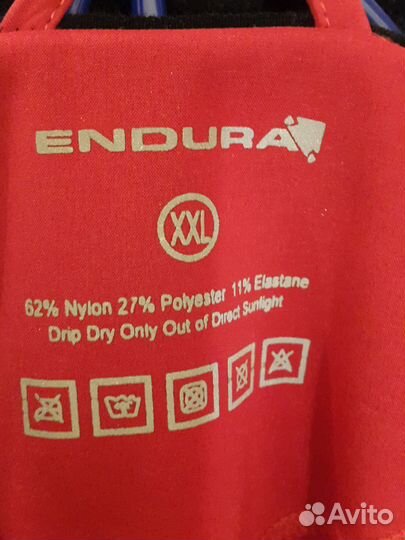 ENDURA
XXL
62% Nylon 27% Polyester 11% Elastane
Drip Dry Only Out of Direct Sunlight
Avito